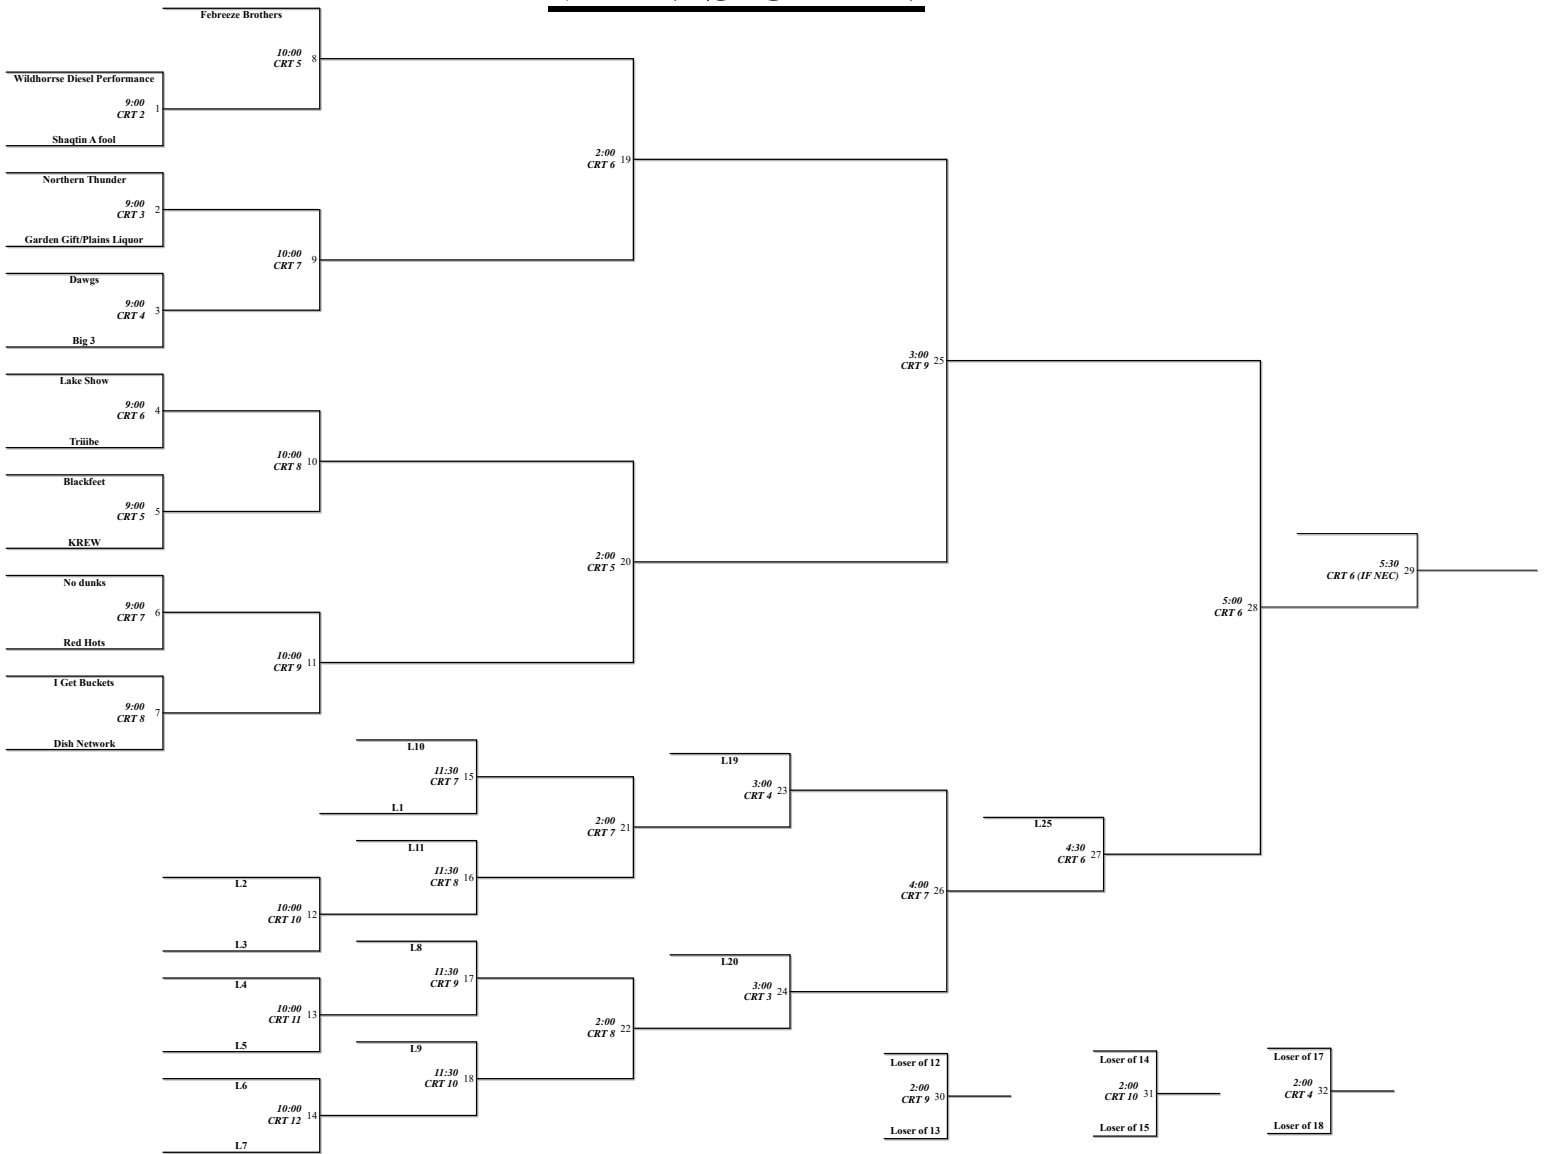 Febreeze Brothers
10:00
CRT 5 8
Wildhorrse Diesel Performance
9:00
CRT 2 1
Shaqtin A fool
2:00
CRT 6 19
Northern Thunder
9:00
CRT 3 2
Garden Gift/Plains Liquor
10:00
CRT 7 9
Dawgs
9:00
CRT 4 3
Big 3
3:00
CRT 9 25
Lake Show
9:00
CRT 6 4
Triiibe
10:00
CRT 8 10
Blackfeet
9:00
CRT 5 5
KREW
2:00
CRT 5 20
5:30
CRT 6 (IF NEC) 29
No dunks
9:00
CRT 7 6
Red Hots
5:00
CRT 6 28
10:00
CRT 9 11
I Get Buckets
9:00
CRT 8 7
Dish Network
L10
11:30
CRT 7 15
L1
L19
3:00
CRT 4 23
2:00
CRT 7 21
L25
4:30
CRT 6 27
L11
11:30
CRT 8 16
L2
10:00
CRT 10 12
L3
4:00
CRT 7 26
L8
11:30
CRT 9 17
L20
3:00
CRT 3 24
L4
10:00
CRT 11 13
L5
2:00
CRT 8 22
L9
11:30
CRT 10 18
L6
10:00
CRT 12 14
L7
Loser of 12
2:00
CRT 9 30
Loser of 13
Loser of 14
2:00
CRT 10 31
Loser of 15
Loser of 17
2:00
CRT 4 32
Loser of 18